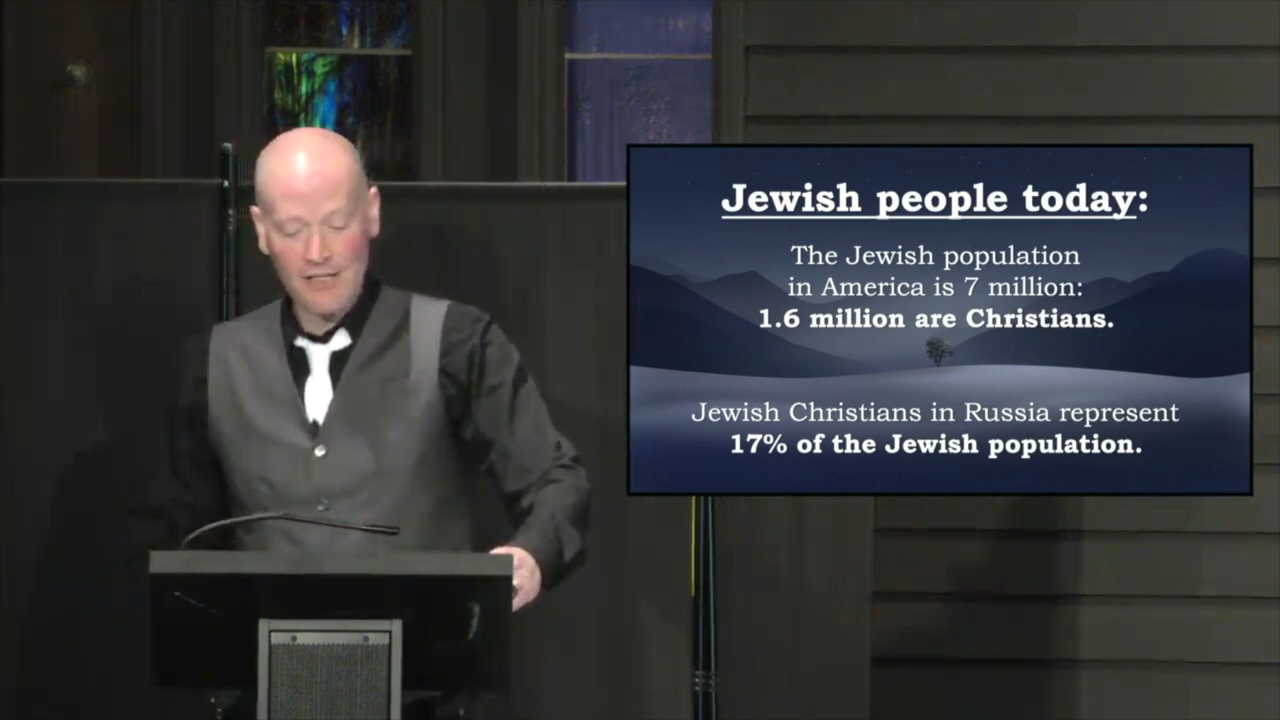 Jewish people today:
The Jewish population
in America is 7 million:
1.6 million are Christians.
Jewish Christians in Russia represent
17% of the Jewish population.